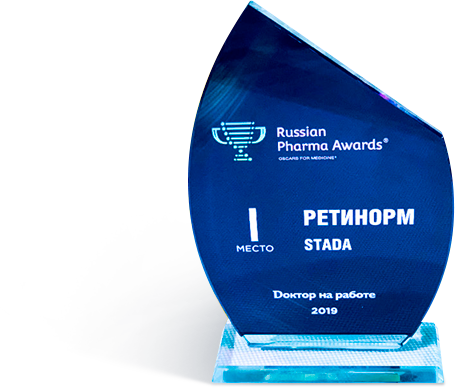 Russian
Pharma Awards®
OSCARS FOR MEDICINE®
I
МЕСТО
РЕТИНОРМ
STADA
Доктор на работе
2019